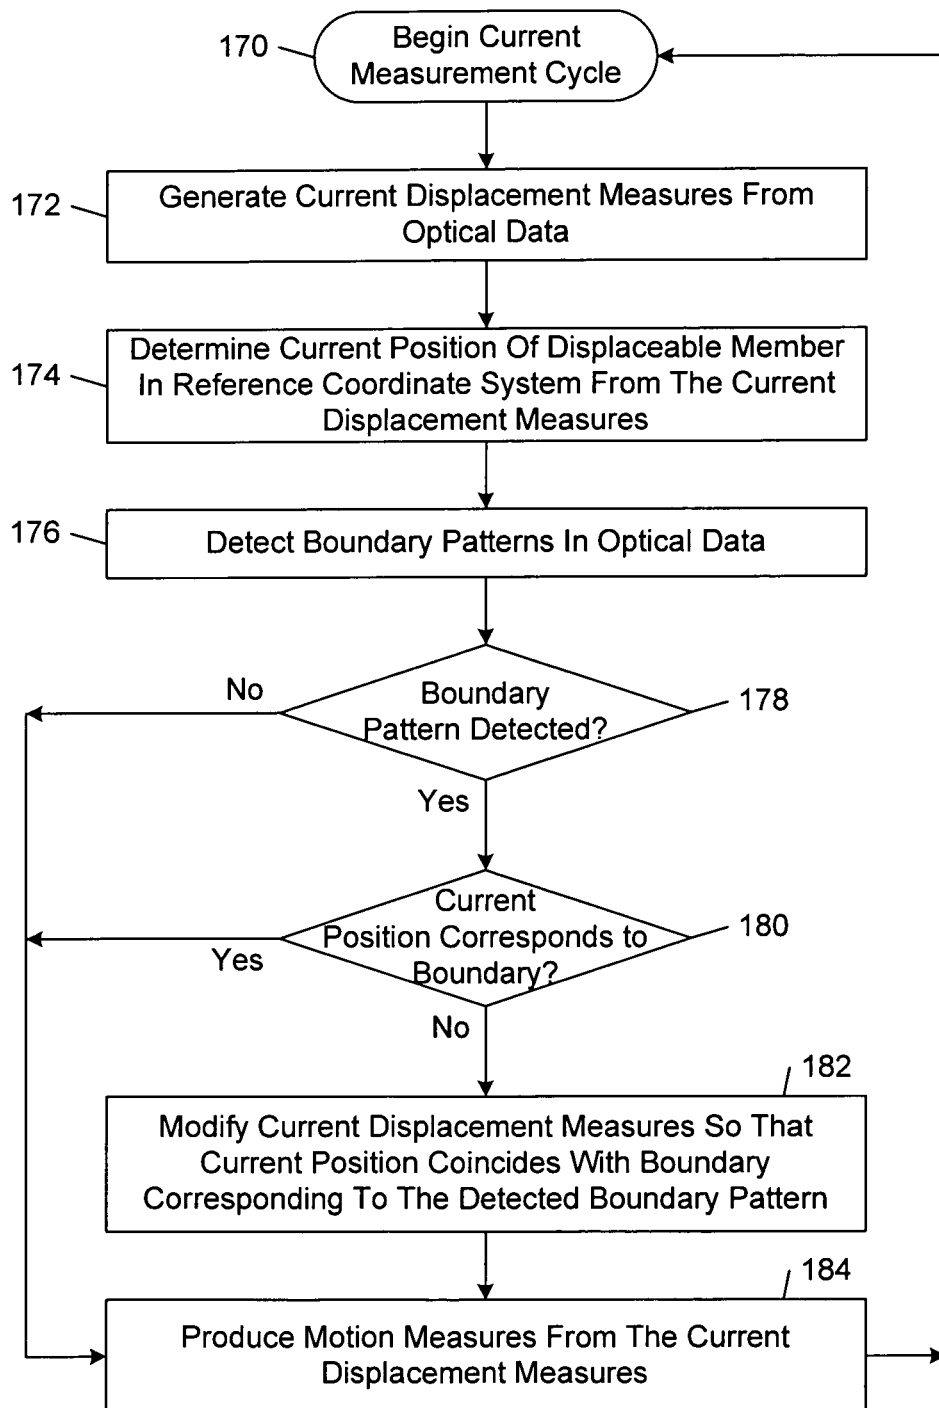 170
Begin Current
Measurement Cycle
172
Generate Current Displacement Measures From
Optical Data
174
Determine Current Position Of Displaceable Member
In Reference Coordinate System From The Current
Displacement Measures
176
Detect Boundary Patterns In Optical Data
No
Boundary
Pattern Detected?
178
Yes
Current
Position Corresponds to
Boundary?
180
Yes
No
182
Modify Current Displacement Measures So That
Current Position Coincides With Boundary
Corresponding To The Detected Boundary Pattern
184
Produce Motion Measures From The Current
Displacement Measures